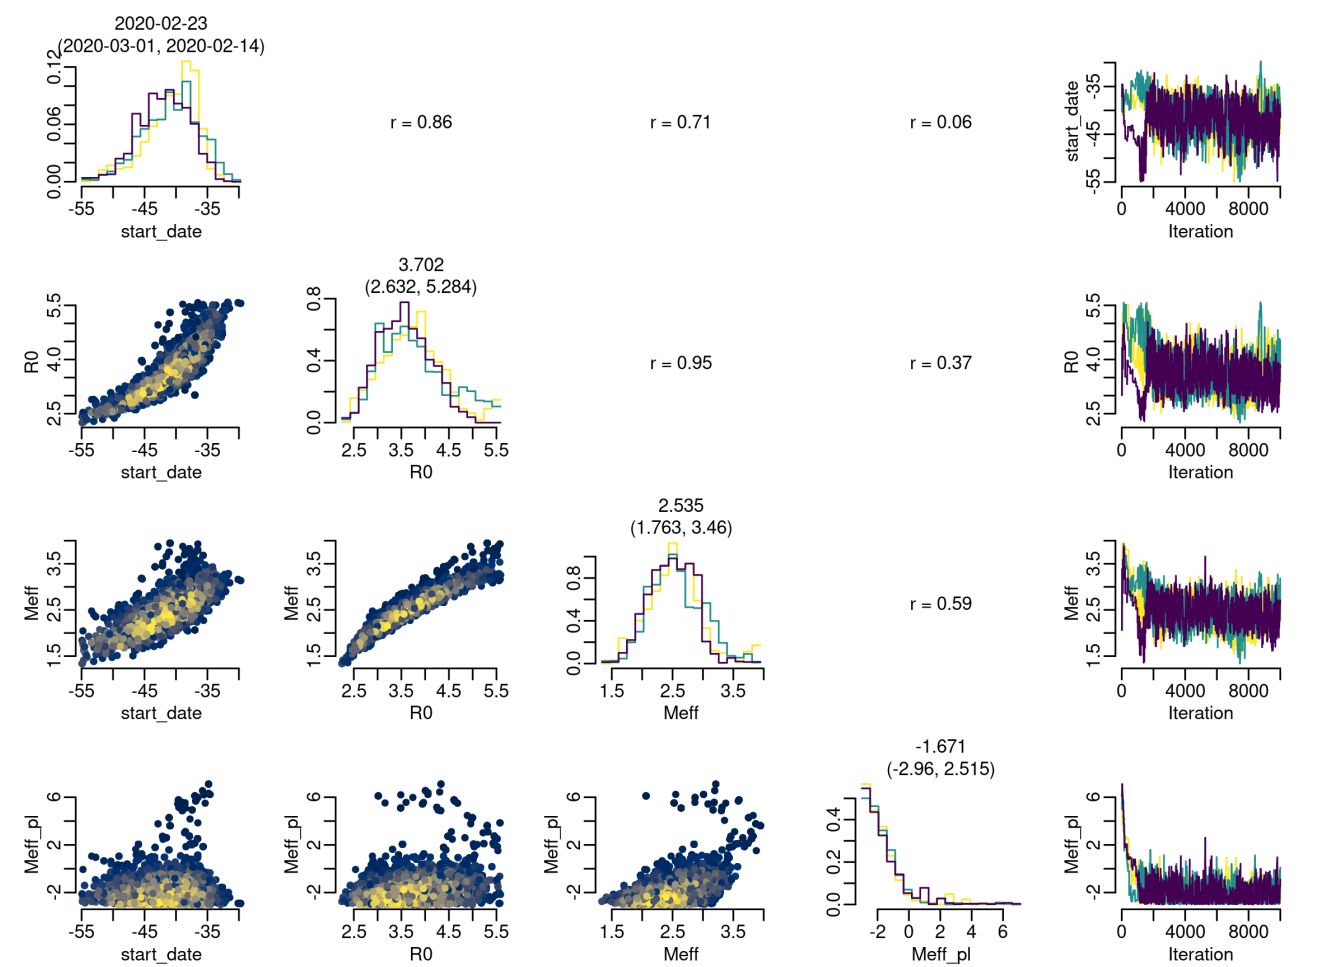 2020-02-23
(2020-03-01, 2020-02-14)
0.00 0.06 0.12
-55 -45 -35
start_date
r = 0.86
r = 0.71
r = 0.06
start_date
-55 -45 -35
0 4000 8000
Iteration
R0
2.5 4.0 5.5
-55 -45 -35
start_date
3.702
(2.632, 5.284)
0.0 0.4 0.8
2.5 3.5 4.5 5.5
R0
r = 0.95
r = 0.37
R0
2.5 4.0 5.5
0 4000 8000
Iteration
Meff
1.5 2.5 3.5
-55 -45 -35
start_date
Meff
1.5 2.5 3.5
2.5 3.5 4.5 5.5
R0
2.535
(1.763, 3.46)
0.0 0.4 0.8
1.5 2.5 3.5
Meff
r = 0.59
Meff
1.5 2.5 3.5
0 4000 8000
Iteration
Meff_pl
-2 2 6
-55 -45 -35
start_date
Meff_pl
-2 2 6
2.5 3.5 4.5 5.5
R0
Meff_pl
-2 2 6
1.5 2.5 3.5
Meff
-1.671
(-2.96, 2.515)
0.0 0.2 0.4
-2 0 2 4 6
Meff_pl
Meff_pl
-2 2 6
0 4000 8000
Iteration